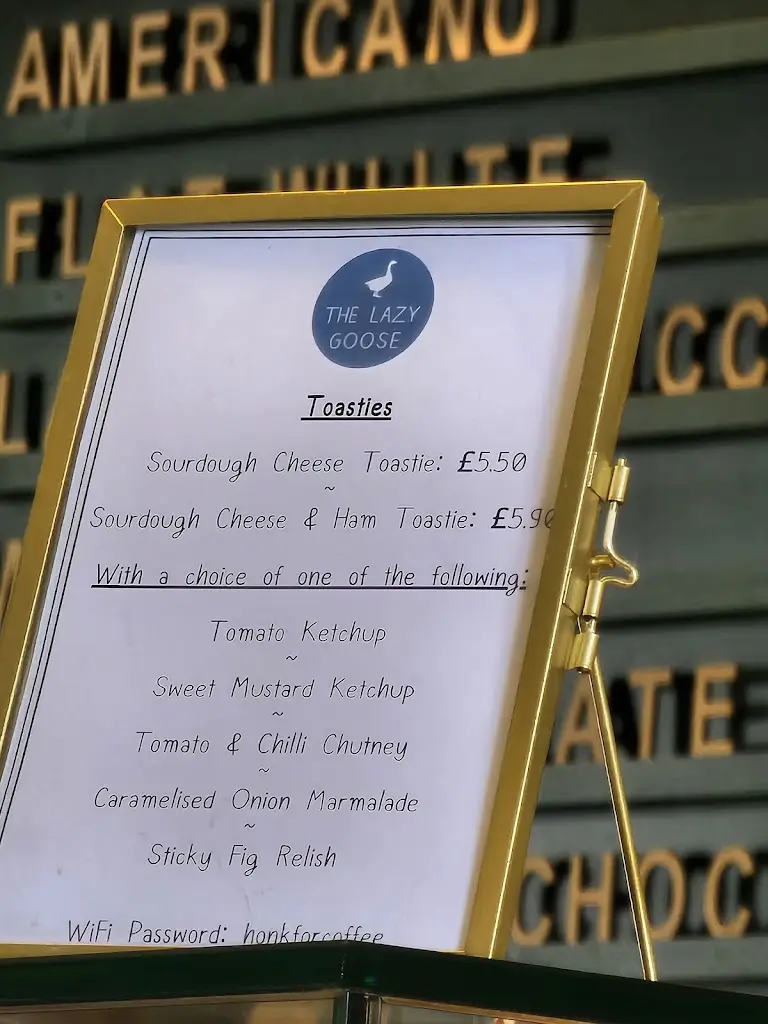 AMERICANO
FLAT WHITE
THE LAZY
GOOSE
Toasties
Sourdough Cheese Toastie: £5.50
~
Sourdough Cheese & Ham Toastie: £5.90
With a choice of one of the following:
Tomato Ketchup
~
Sweet Mustard Ketchup
~
Tomato & Chilli Chutney
~
Caramelised Onion Marmalade
~
Sticky Fig Relish
WiFi Password: honkforcoffee